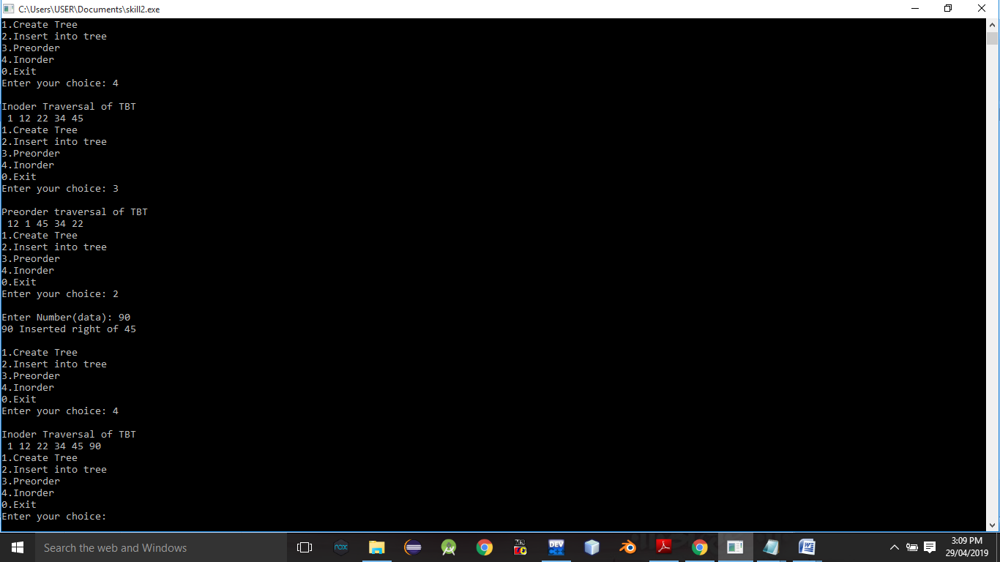 C:\Users\USER\Documents\skill2.exe
1.Create Tree
2.Insert into tree
3.Preorder
4.Inorder
0.Exit
Enter your choice: 4
Inoder Traversal of TBT
1 12 22 34 45
1.Create Tree
2.Insert into tree
3.Preorder
4.Inorder
0.Exit
Enter your choice: 3
Preorder traversal of TBT
12 1 45 34 22
1.Create Tree
2.Insert into tree
3.Preorder
4.Inorder
0.Exit
Enter your choice: 2
Enter Number(data): 90
90 Inserted right of 45
1.Create Tree
2.Insert into tree
3.Preorder
4.Inorder
0.Exit
Enter your choice: 4
Inoder Traversal of TBT
1 12 22 34 45 90
1.Create Tree
2.Insert into tree
3.Preorder
4.Inorder
0.Exit
Enter your choice:
Search the web and Windows
nox
DEV
3:09 PM
29/04/2019